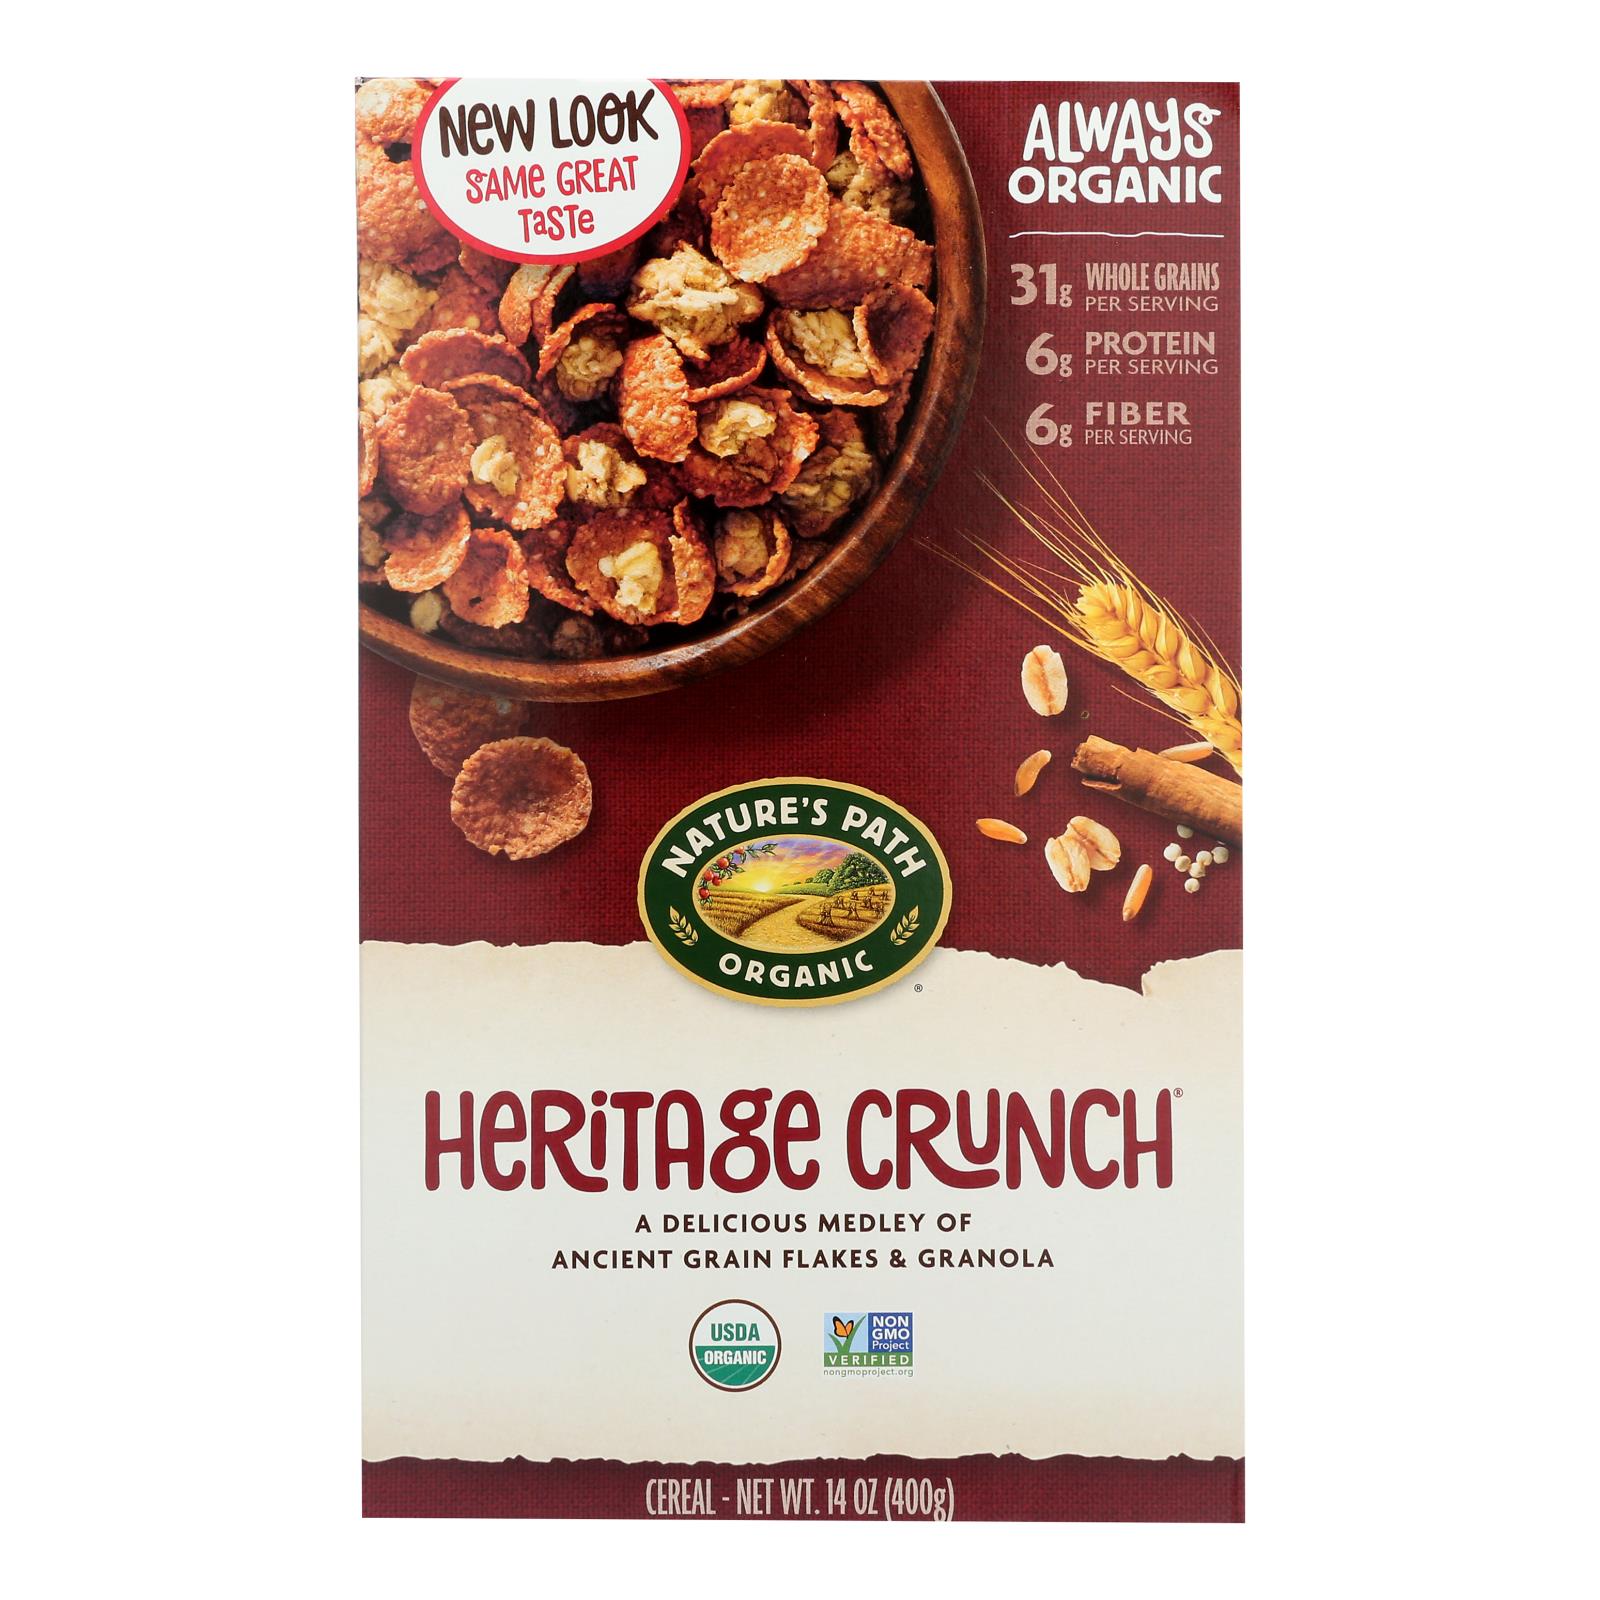 NEW LOOK
SAME GREAT
TASTE
ALWAYS
ORGANIC
31g WHOLE GRAINS
PER SERVING
6g PROTEIN
PER SERVING
6g FIBER
PER SERVING
NATURE'S PATH
ORGANIC
®
HERITAGE CRUNCH®
A DELICIOUS MEDLEY OF
ANCIENT GRAIN FLAKES & GRANOLA
USDA
ORGANIC
NON
GMO
Project
VERIFIED
nongmoproject.org
CEREAL - NET WT. 14 OZ (400g)